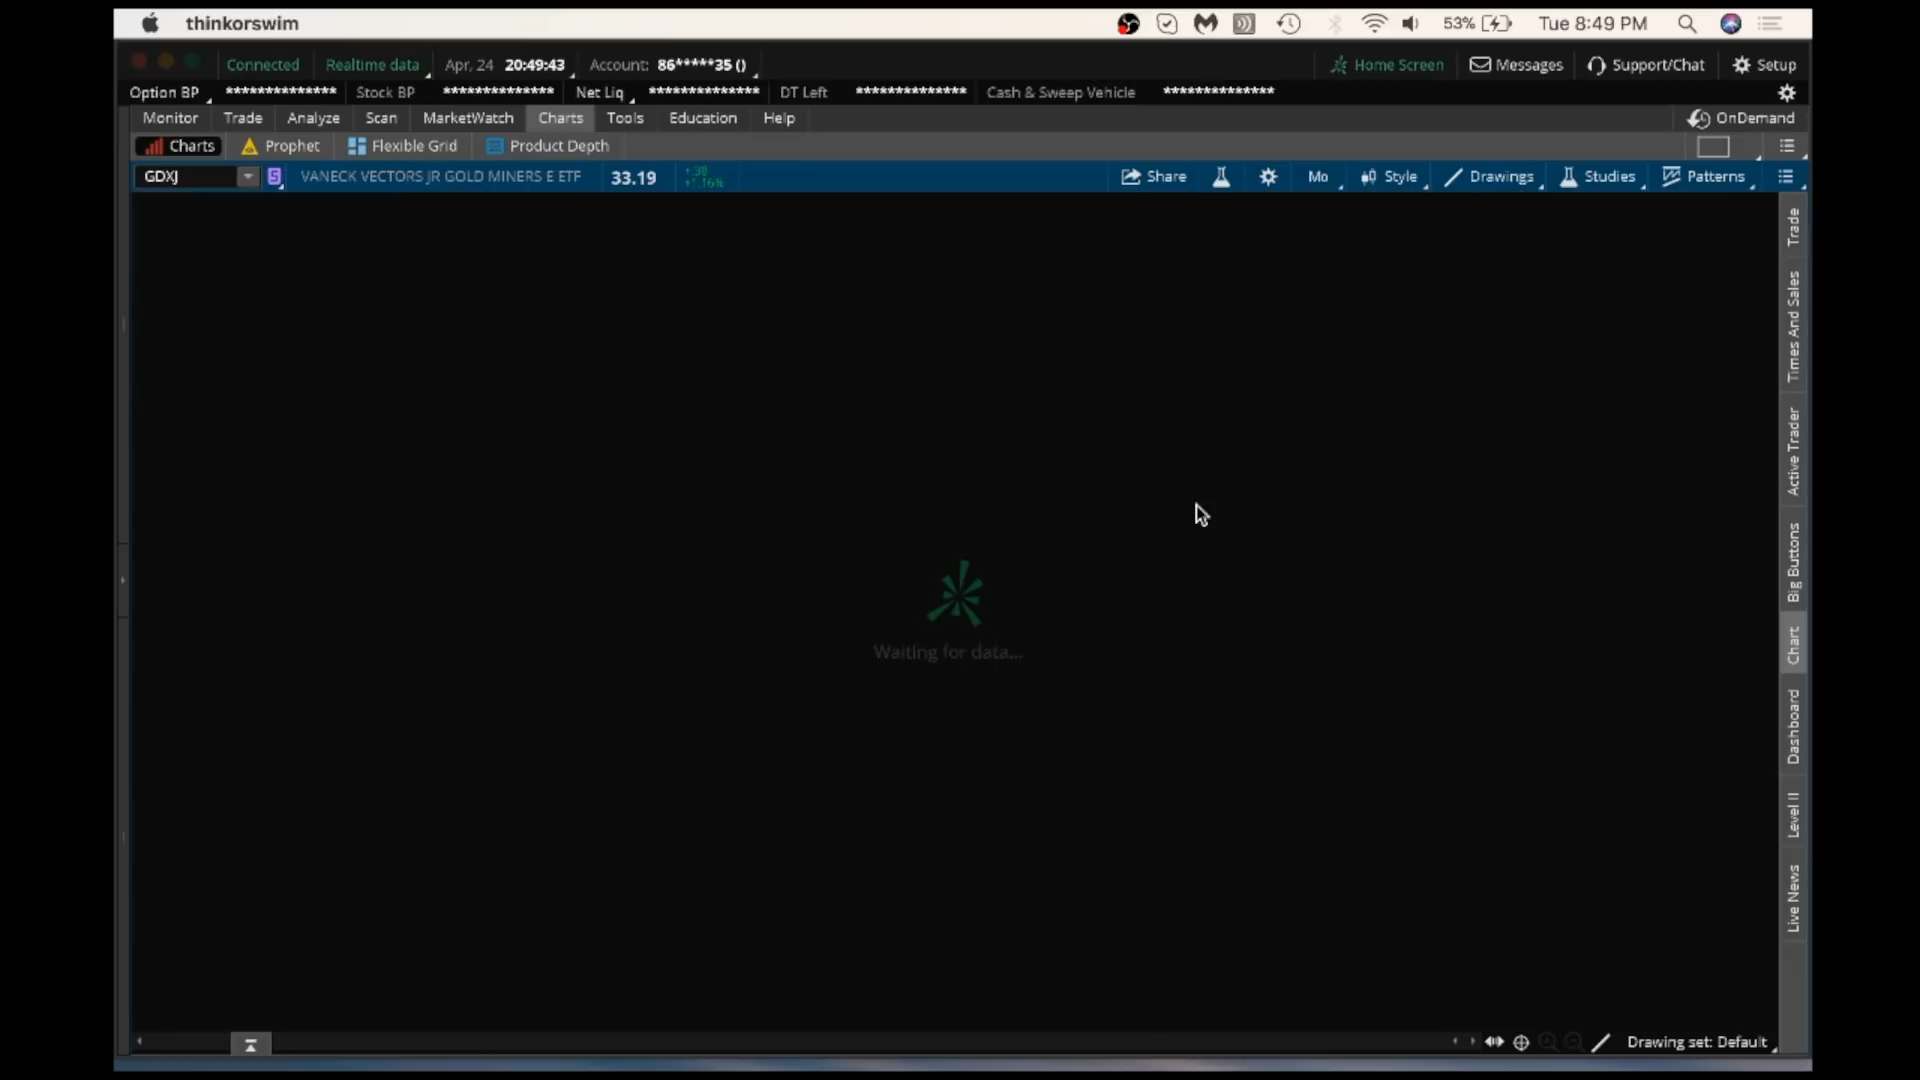 thinkorswim 53% Tue 8:49 PM
Connected Realtime data Apr, 24 20:49:43 Account: 86*****35 () Home Screen Messages Support/Chat Setup
Option BP ************** Stock BP ************** Net Liq ************** DT Left ************** Cash & Sweep Vehicle **************
Monitor Trade Analyze Scan MarketWatch Charts Tools Education Help OnDemand
Charts Prophet Flexible Grid Product Depth
GDXJ S VANECK VECTORS JR GOLD MINERS E ETF 33.19 +.38 Share Mo Style Drawings Studies Patterns
+1.16%
Trade
Times And Sales
Active Trader
Big Buttons
Chart
Dashboard
Level II
Live News
Waiting for data...
Drawing set: Default